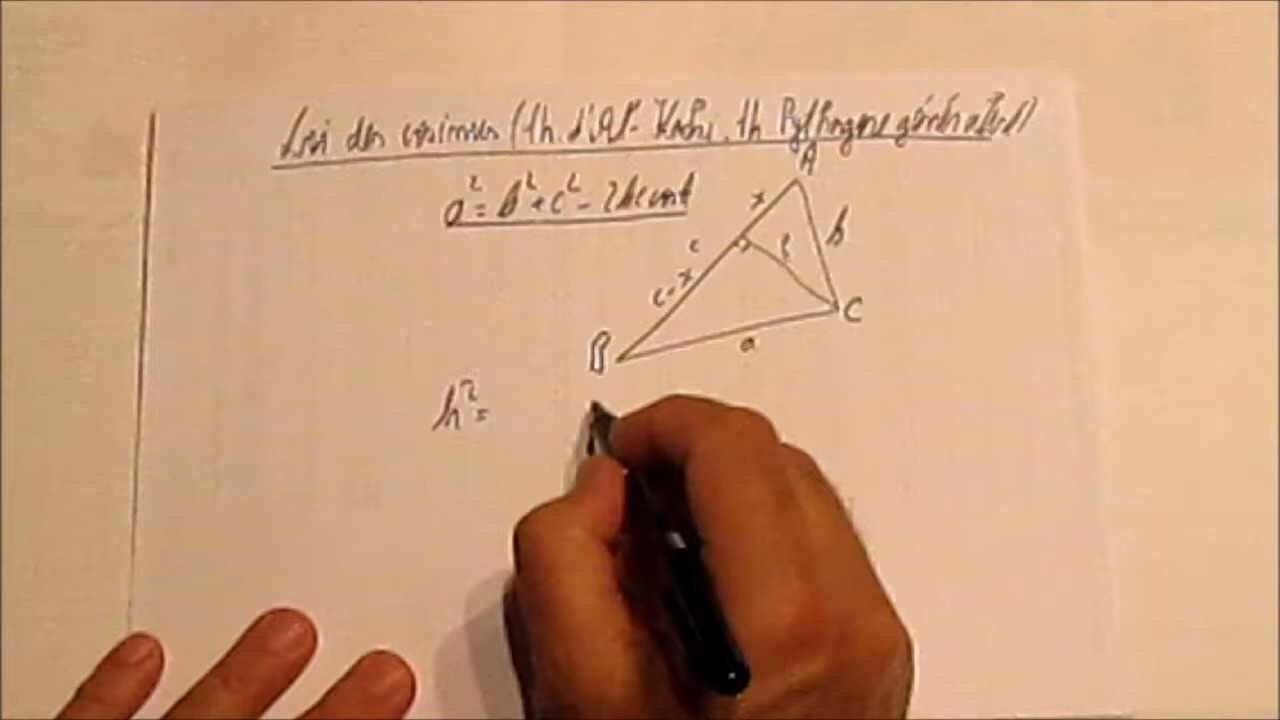 Loi des cosinus (th. d'Al-Kashi, th Pythagore généralisé)
a² = b² + c² - 2bc cos A
A
x
c
h
b
c-x
C
B
a
h² =